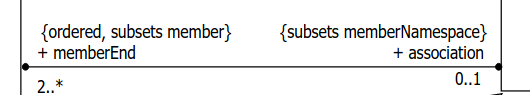 {ordered, subsets member} {subsets memberNamespace}
+ memberEnd + association
2..* 0..1